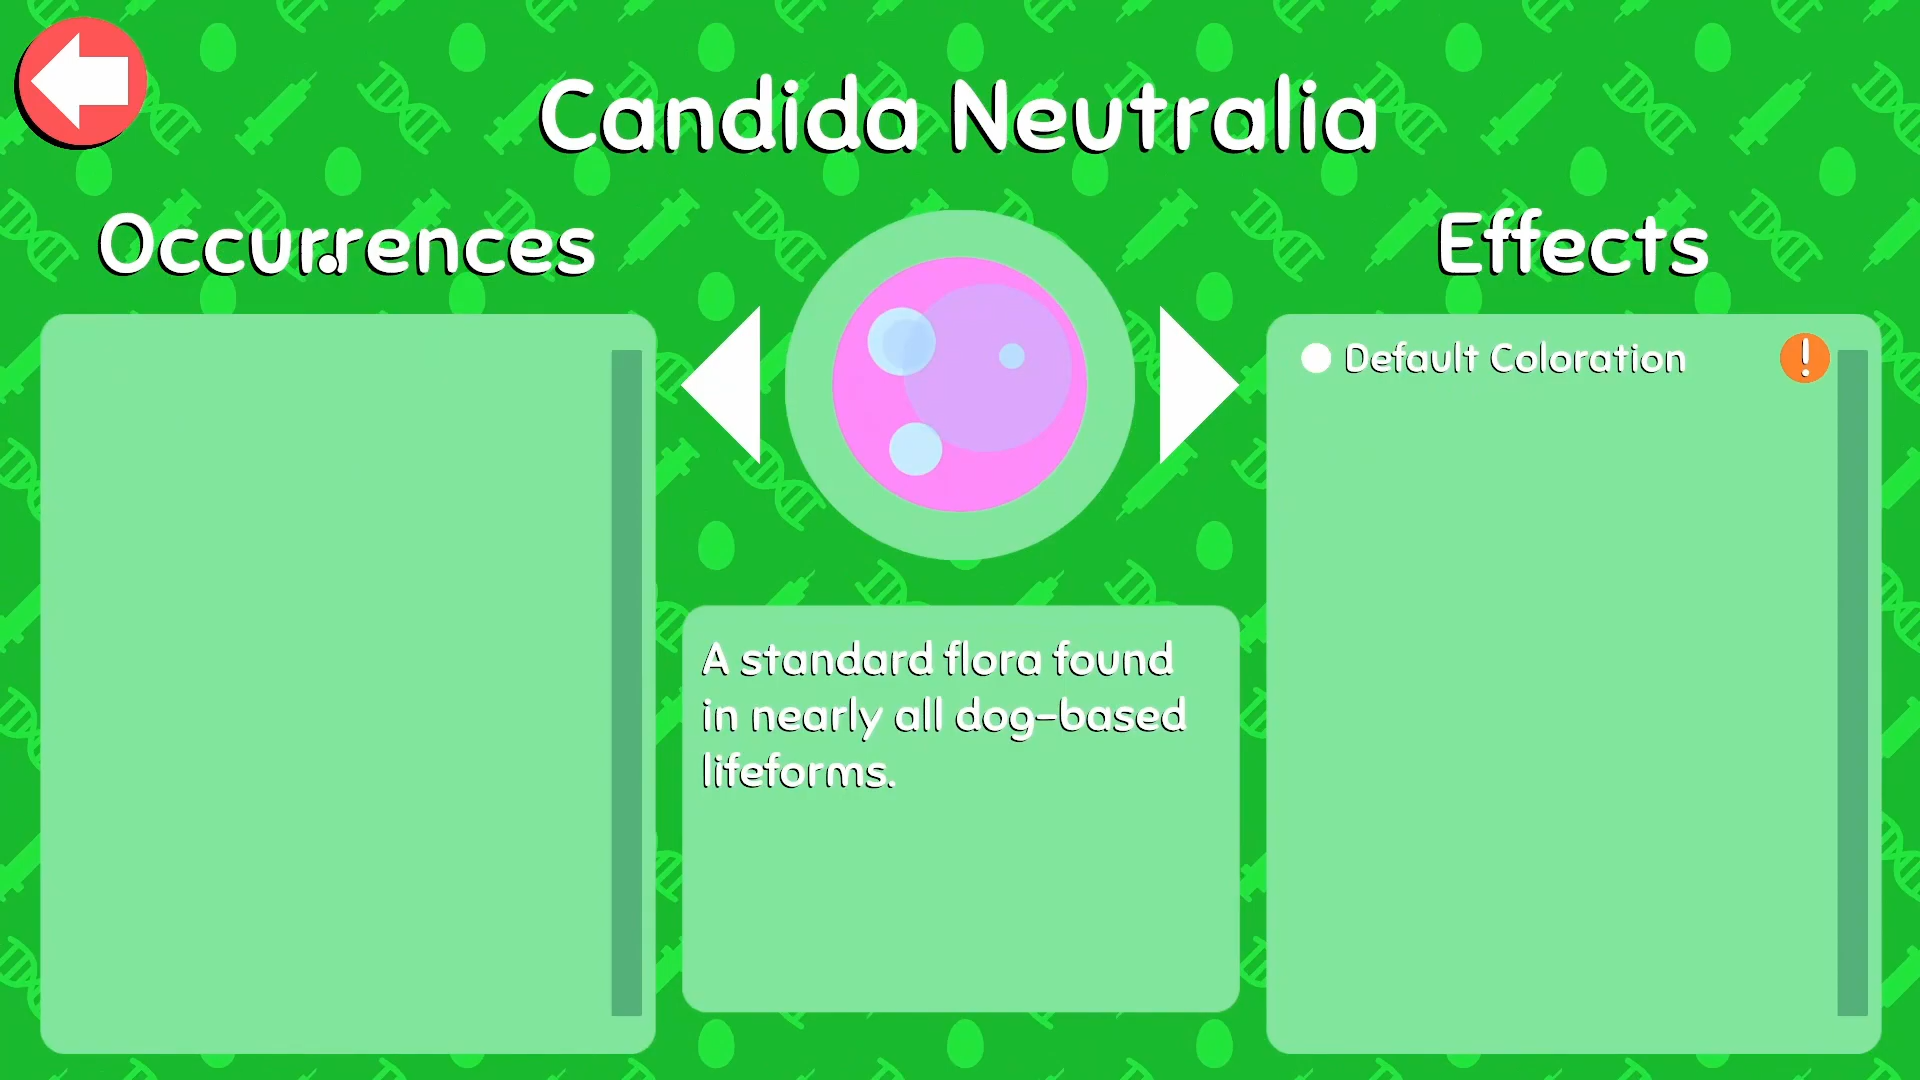 Candida Neutralia
Occurrences
Effects
Default Coloration
!
A standard flora found
in nearly all dog-based
lifeforms.